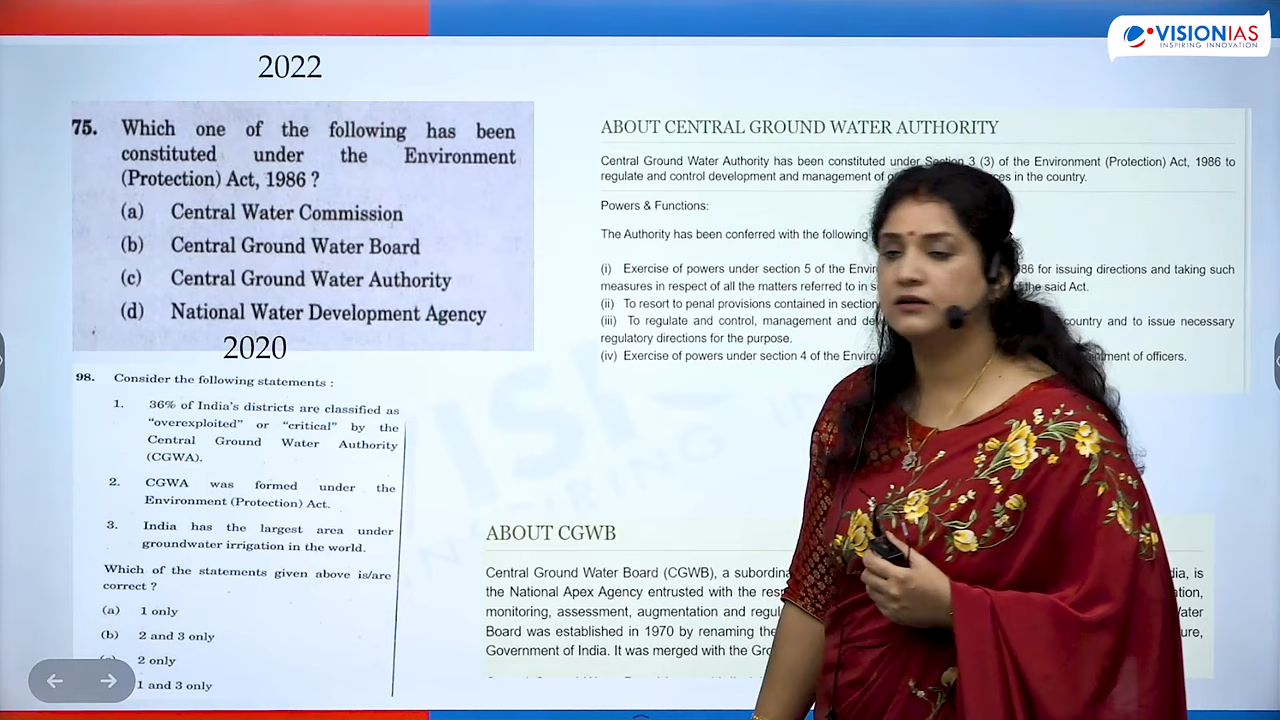 VISIONIAS
INSPIRING INNOVATION
2022
75. Which one of the following has been
constituted under the Environment
(Protection) Act, 1986 ?
(a) Central Water Commission
(b) Central Ground Water Board
(c) Central Ground Water Authority
(d) National Water Development Agency
2020
98. Consider the following statements :
1. 36% of India's districts are classified as
"overexploited" or "critical" by the
Central Ground Water Authority
(CGWA).
2. CGWA was formed under the
Environment (Protection) Act.
3. India has the largest area under
groundwater irrigation in the world.
Which of the statements given above is/are
correct ?
(a) 1 only
(b) 2 and 3 only
2 only
1 and 3 only
ABOUT CENTRAL GROUND WATER AUTHORITY
Central Ground Water Authority has been constituted under Section 3 (3) of the Environment (Protection) Act, 1986 to
regulate and control development and management of in the country.
Powers & Functions:
The Authority has been conferred with the following
(i) Exercise of powers under section 5 of the for issuing directions and taking such
measures in respect of all the matters referred to in the said Act.
(ii) To resort to penal provisions contained in
(iii) To regulate and control, management and country and to issue necessary
regulatory directions for the purpose.
(iv) Exercise of powers under section 4 of the of officers.
ABOUT CGWB
Central Ground Water Board (CGWB), a is
the National Apex Agency entrusted with the
monitoring, assessment, augmentation and
Board was established in 1970 by renaming the
Government of India. It was merged with the